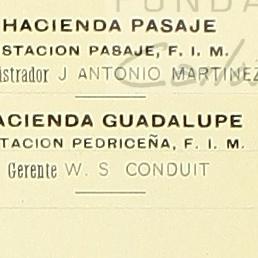 HACIENDA PASAJE
STACION PASAJE, F. I. M.
istrador J ANTONIO MARTINEZ
ACIENDA GUADALUPE
TACION PEDRICEÑA, F. I. M.
Gerente W. S CONDUIT